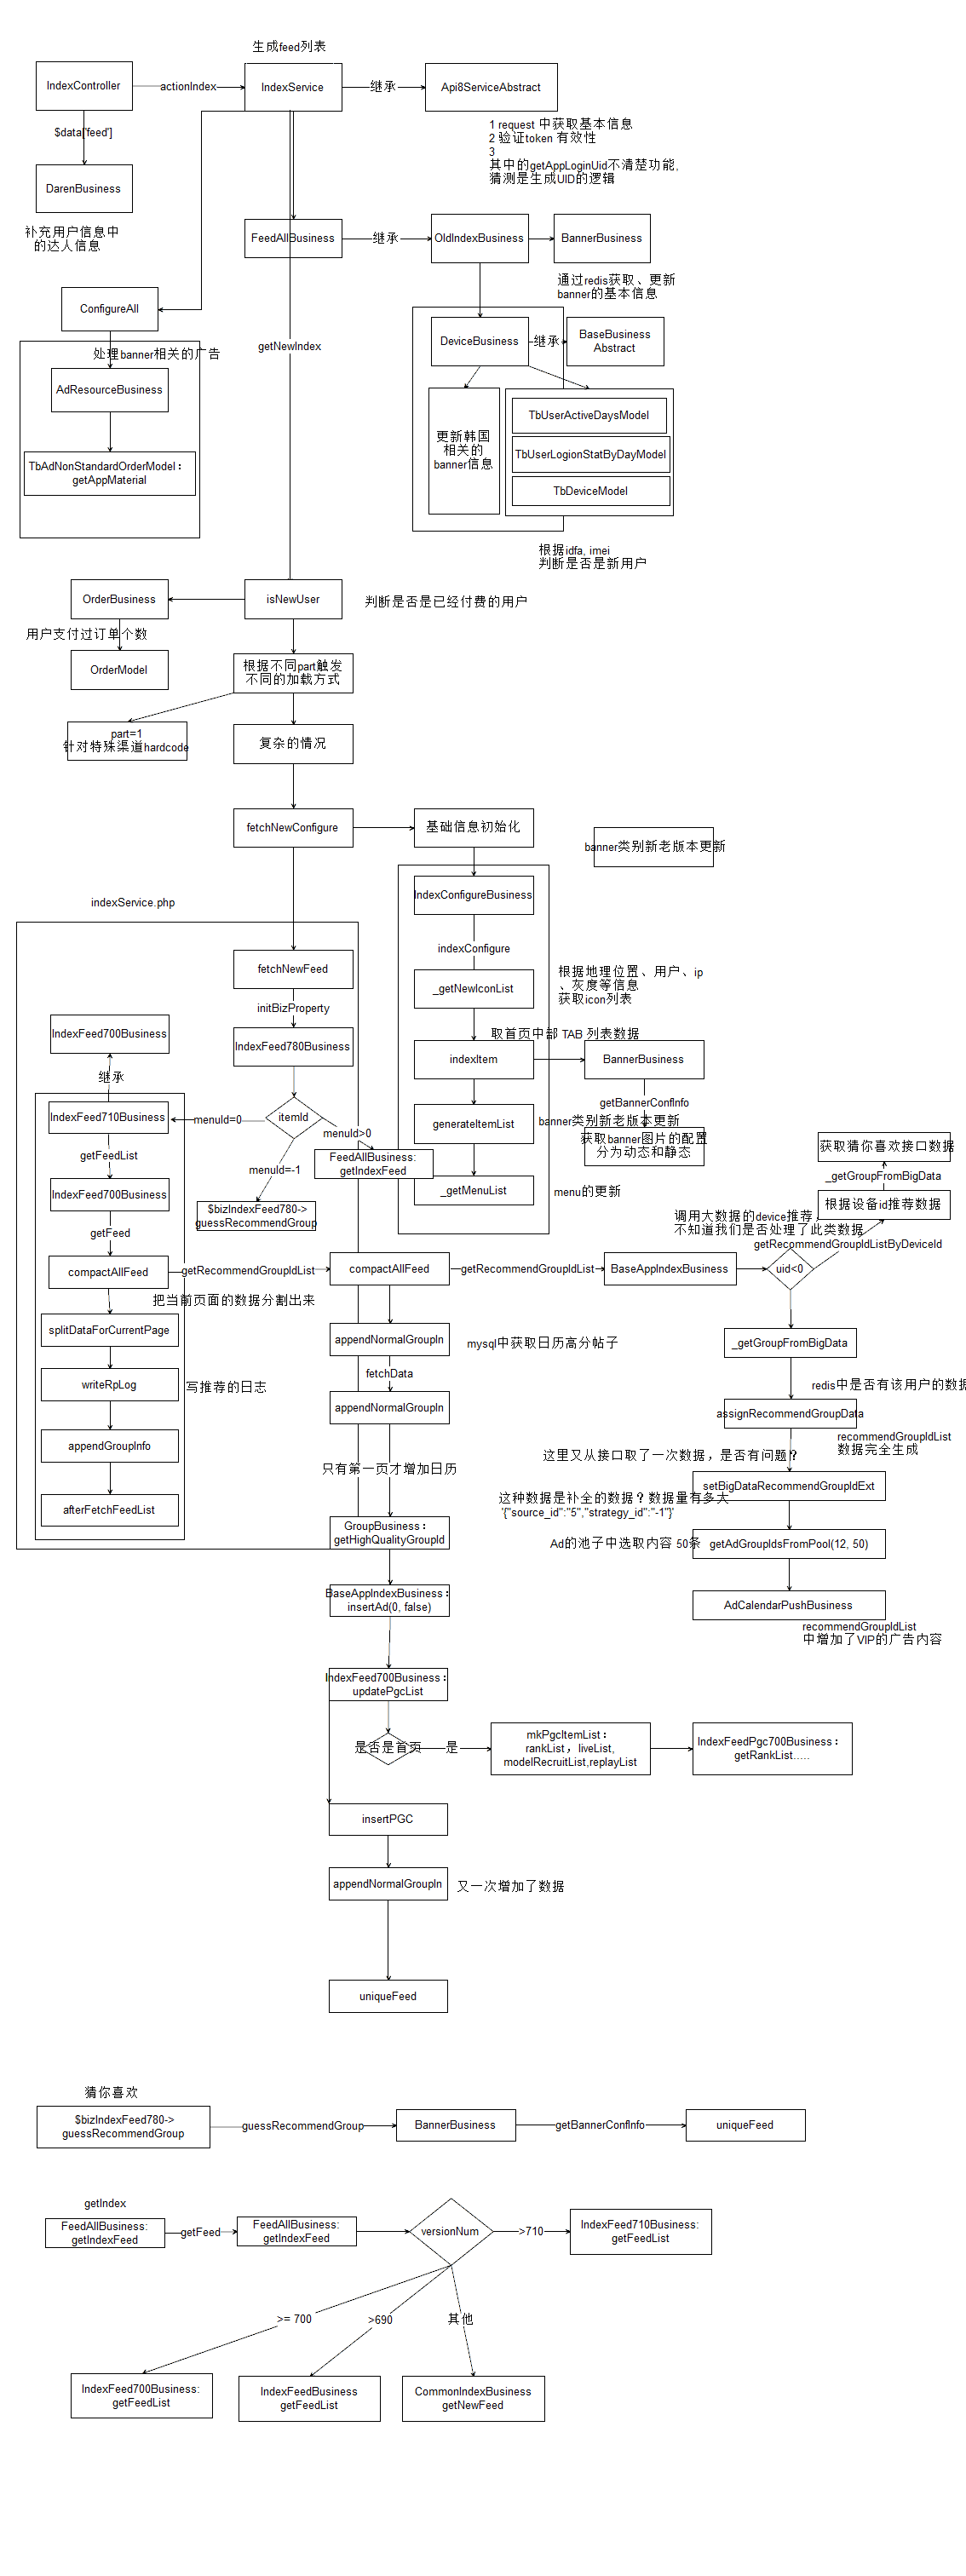 生成feed列表
IndexController
actionIndex
IndexService
继承
Api8ServiceAbstract
$data['feed']
1 request 中获取基本信息
2 验证token 有效性
3
其中的getAppLoginUid不清楚功能,
猜测是生成UID的逻辑
DarenBusiness
补充用户信息中
的达人信息
FeedAllBusiness
继承
OldIndexBusiness
BannerBusiness
通过redis获取、更新
banner的基本信息
ConfigureAll
getNewIndex
处理banner相关的广告
DeviceBusiness
继承
BaseBusiness
Abstract
AdResourceBusiness
更新韩国
相关的
banner信息
TbUserActiveDaysModel
TbUserLogionStatByDayModel
TbDeviceModel
TbAdNonStandardOrderModel：
getAppMaterial
根据idfa, imei
判断是否是新用户
OrderBusiness
isNewUser
判断是否是已经付费的用户
用户支付过订单个数
OrderModel
根据不同part触发
不同的加载方式
part=1
针对特殊渠道hardcode
复杂的情况
fetchNewConfigure
基础信息初始化
banner类别新老版本更新
indexService.php
IndexConfigureBusiness
indexConfigure
fetchNewFeed
_getNewIconList
根据地理位置、用户、ip
、灰度等信息
获取icon列表
initBizProperty
IndexFeed700Business
IndexFeed780Business
取首页中部 TAB 列表数据
indexItem
BannerBusiness
继承
getBannerConfInfo
IndexFeed710Business
menuId=0
itemId
menuId>0
generateItemList
banner类别新老版本更新
获取banner图片的配置
分为动态和静态
getFeedList
FeedAllBusiness:
getIndexFeed
menuId=-1
获取猜你喜欢接口数据
_getGroupFromBigData
IndexFeed700Business
_getMenuList
menu的更新
根据设备id推荐数据
$bizIndexFeed780->
guessRecommendGroup
调用大数据的device推荐，
不知道我们是否处理了此类数据
getFeed
getRecommendGroupIdListByDeviceId
compactAllFeed
getRecommendGroupIdList
compactAllFeed
getRecommendGroupIdList
BaseAppIndexBusiness
uid<0
把当前页面的数据分割出来
splitDataForCurrentPage
appendNormalGroupIn
mysql中获取日历高分帖子
_getGroupFromBigData
fetchData
writeRpLog
写推荐的日志
redis中是否有该用户的数据
appendNormalGroupIn
assignRecommendGroupData
recommendGroupIdList
数据完全生成
appendGroupInfo
只有第一页才增加日历
这里又从接口取了一次数据，是否有问题？
setBigDataRecommendGroupIdExt
afterFetchFeedList
这种数据是补全的数据？数据量有多大
'{"source_id":"5","strategy_id":"-1"}'
GroupBusiness：
getHighQualityGroupId
Ad的池子中选取内容 50条
getAdGroupIdsFromPool(12, 50)
BaseAppIndexBusiness：
insertAd(0, false)
AdCalendarPushBusiness
recommendGroupIdList
中增加了VIP的广告内容
IndexFeed700Business：
updatePgcList
是否是首页
是
mkPgcItemList：
rankList，liveList,
modelRecruitList,replayList
IndexFeedPgc700Business：
getRankList.....
insertPGC
appendNormalGroupIn
又一次增加了数据
uniqueFeed
猜你喜欢
$bizIndexFeed780->
guessRecommendGroup
guessRecommendGroup
BannerBusiness
getBannerConfInfo
uniqueFeed
getIndex
FeedAllBusiness:
getIndexFeed
getFeed
FeedAllBusiness:
getIndexFeed
versionNum
>710
IndexFeed710Business:
getFeedList
>= 700
>690
其他
IndexFeed700Business:
getFeedList
IndexFeedBusiness
getFeedList
CommonIndexBusiness
getNewFeed